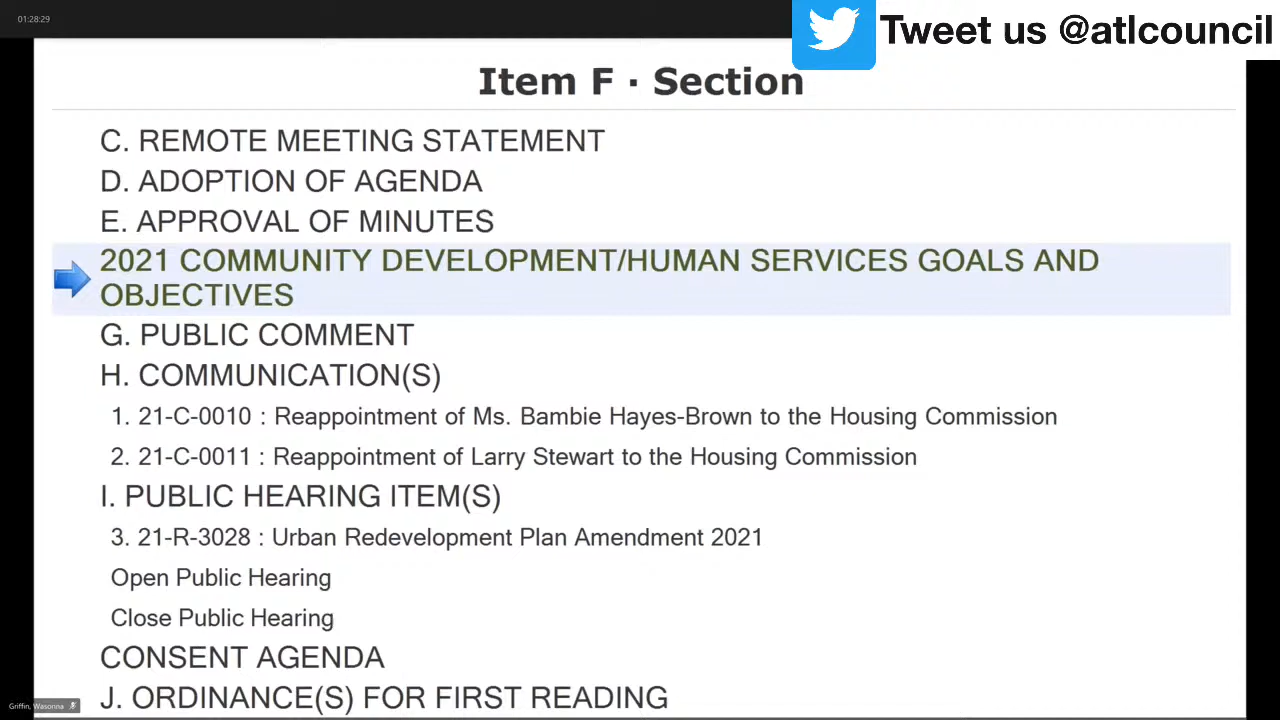 01:28:29
Tweet us @atlcouncil
Item F · Section
C. REMOTE MEETING STATEMENT
D. ADOPTION OF AGENDA
E. APPROVAL OF MINUTES
2021 COMMUNITY DEVELOPMENT/HUMAN SERVICES GOALS AND
OBJECTIVES
G. PUBLIC COMMENT
H. COMMUNICATION(S)
1. 21-C-0010 : Reappointment of Ms. Bambie Hayes-Brown to the Housing Commission
2. 21-C-0011 : Reappointment of Larry Stewart to the Housing Commission
I. PUBLIC HEARING ITEM(S)
3. 21-R-3028 : Urban Redevelopment Plan Amendment 2021
Open Public Hearing
Close Public Hearing
CONSENT AGENDA
J. ORDINANCE(S) FOR FIRST READING
Griffin, Wasonna